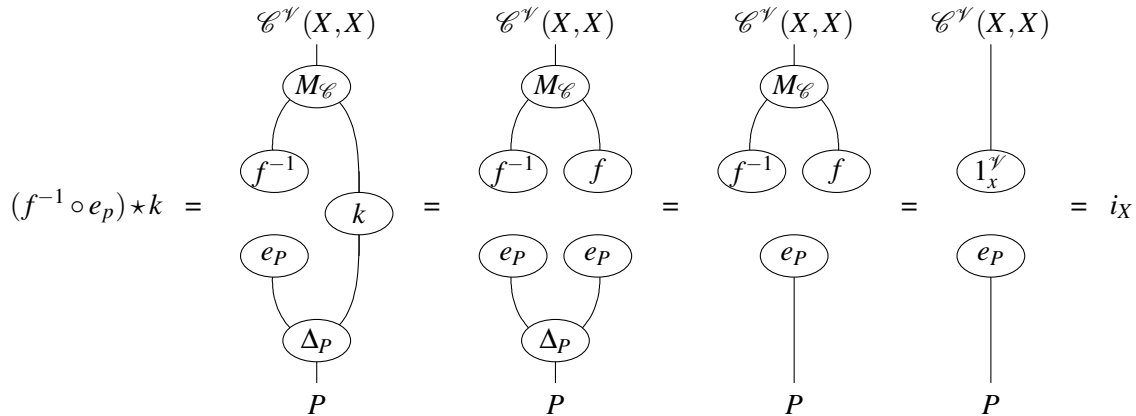 𝒞^𝒱(X,X) 𝒞^𝒱(X,X) 𝒞^𝒱(X,X) 𝒞^𝒱(X,X)
M_𝒞 M_𝒞 M_𝒞
f^{-1} f^{-1} f f^{-1} f 1_x^𝒱
(f^{-1} ∘ e_p) ⋆ k = k = = = = i_X
e_P e_P e_P e_P e_P
Δ_P Δ_P
P P P P